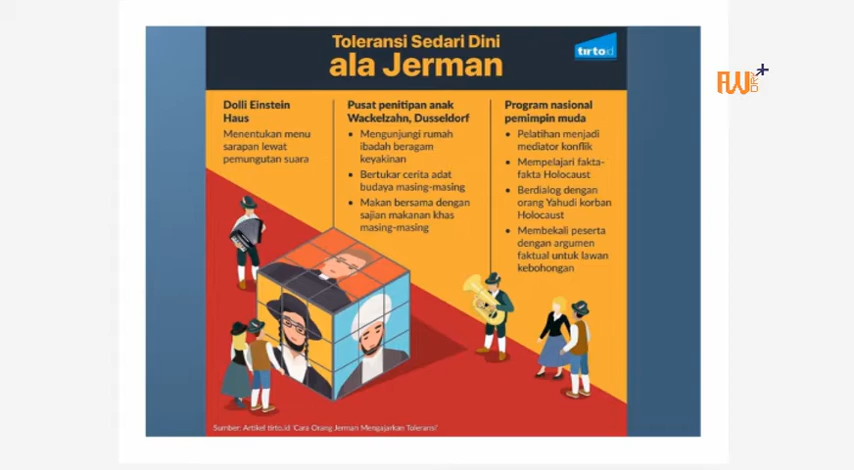 Toleransi Sedari Dini
ala Jerman
tirto.id
Dolli Einstein
Haus
Menentukan menu
sarapan lewat
pemungutan suara
Pusat penitipan anak
Wackelzahn, Dusseldorf
• Mengunjungi rumah
ibadah beragam
keyakinan
• Bertukar cerita adat
budaya masing-masing
• Makan bersama dengan
sajian makanan khas
masing-masing
Program nasional
pemimpin muda
• Pelatihan menjadi
mediator konflik
• Mempelajari fakta-
fakta Holocaust
• Berdialog dengan
orang Yahudi korban
Holocaust
• Membekali peserta
dengan argumen
faktual untuk lawan
kebohongan
Sumber: Artikel tirto.id 'Cara Orang Jerman Mengajarkan Toleransi'